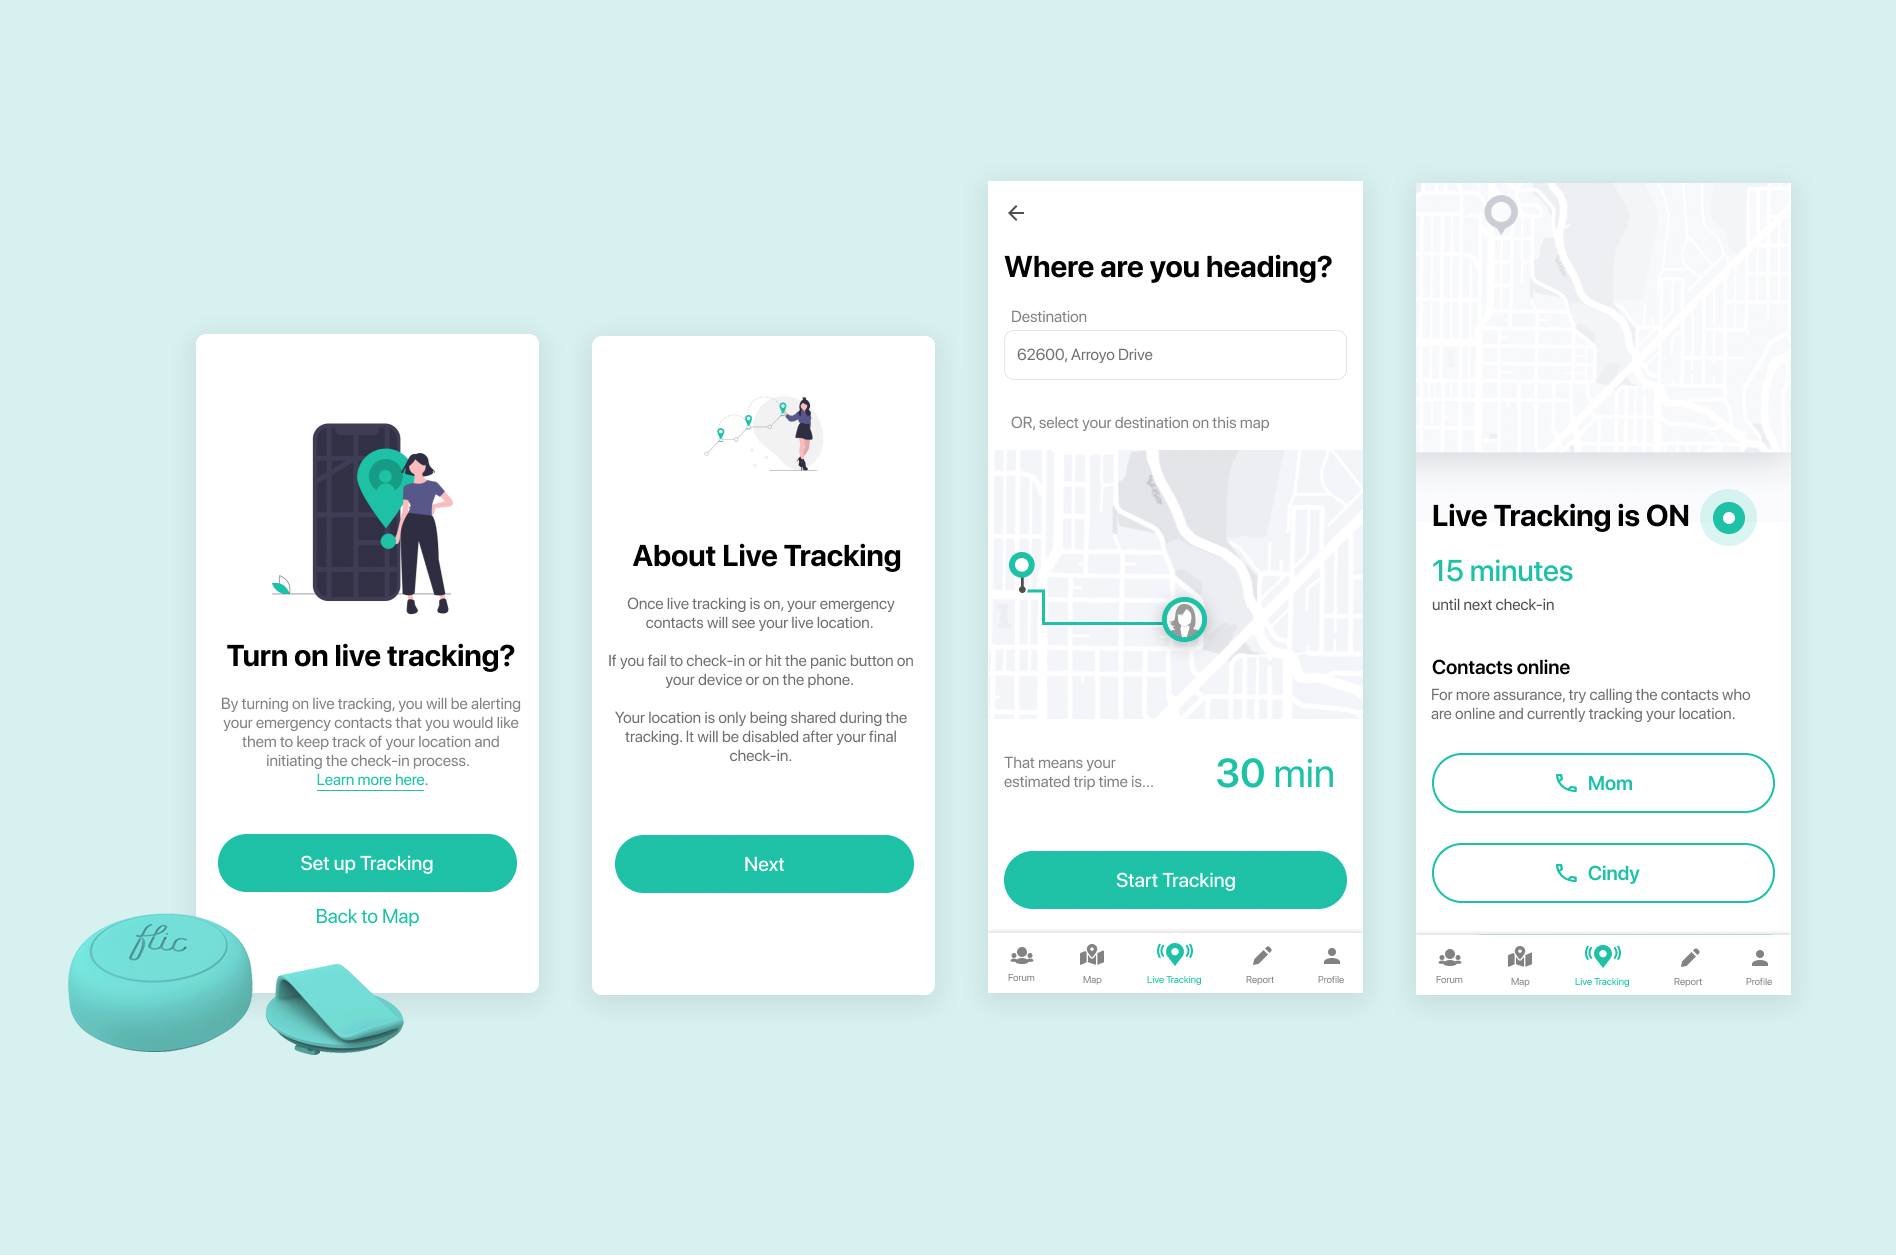 Turn on live tracking?
By turning on live tracking, you will be alerting
your emergency contacts that you would like
them to keep track of your location and
initiating the check-in process.
Learn more here.
Set up Tracking
Back to Map
flic
About Live Tracking
Once live tracking is on, your emergency
contacts will see your live location.
If you fail to check-in or hit the panic button on
your device or on the phone.
Your location is only being shared during the
tracking. It will be disabled after your final
check-in.
Next
Where are you heading?
Destination
62600, Arroyo Drive
OR, select your destination on this map
1
That means your
estimated trip time is...
30 min
Start Tracking
Forum
Map
Live Tracking
Report
Profile
1
Live Tracking is ON
15 minutes
until next check-in
Contacts online
For more assurance, try calling the contacts who
are online and currently tracking your location.
Mom
Cindy
Forum
Map
Live Tracking
Report
Profile